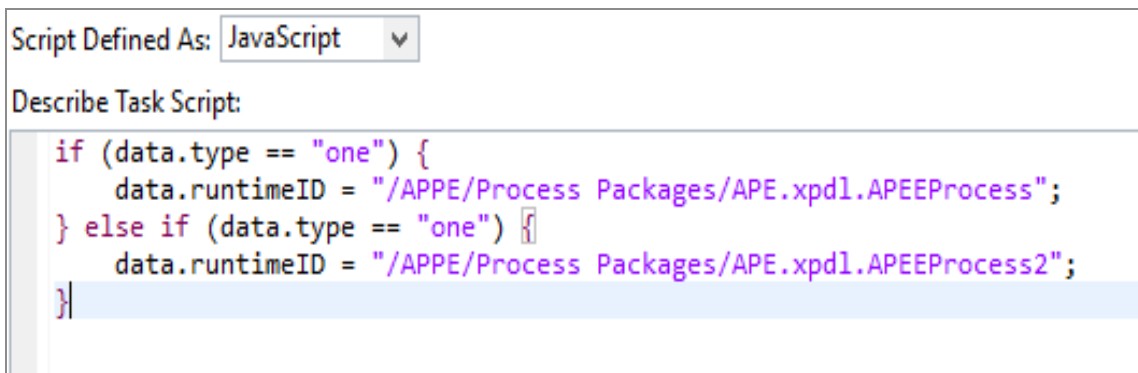 Script Defined As: JavaScript
Describe Task Script:
if (data.type == "one") {
    data.runtimeID = "/APPE/Process Packages/APE.xpdl.APEEProcess";
} else if (data.type == "one") {
    data.runtimeID = "/APPE/Process Packages/APE.xpdl.APEEProcess2";
}